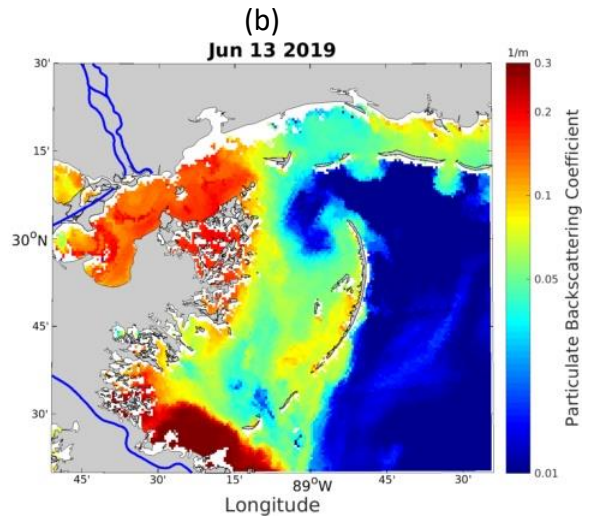 (b)
Jun 13 2019
1/m
30'
15'
30°N
45'
30'
45'
30'
15'
89°W
45'
30'
Longitude
0.3
0.2
0.1
0.05
0.01
Particulate Backscattering Coefficient